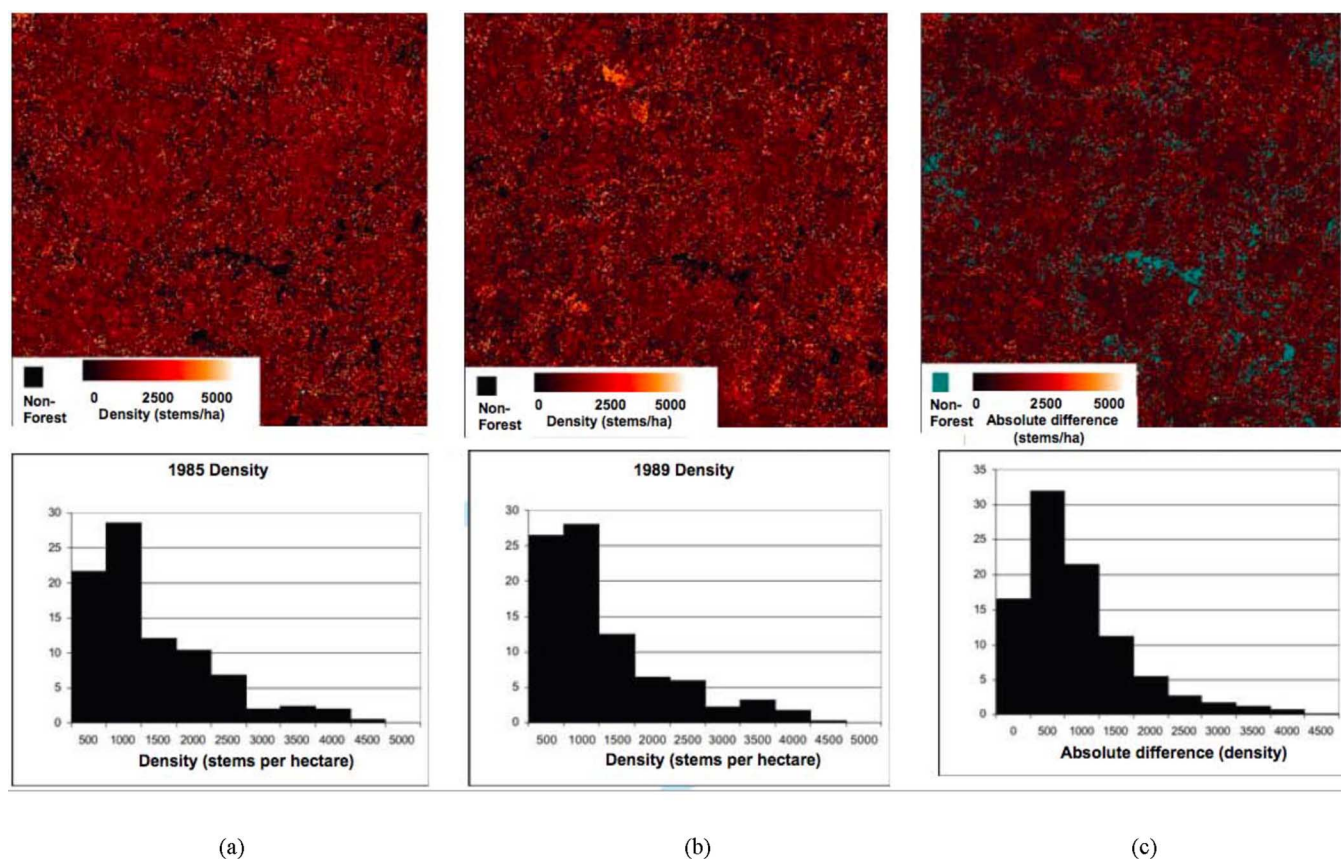 Non-
Forest
0 2500 5000
Density (stems/ha)
Non-
Forest
0 2500 5000
Density (stems/ha)
Non-
Forest
0 2500 5000
Absolute difference
(stems/ha)
1985 Density
30
25
20
15
10
5
0
500 1000 1500 2000 2500 3000 3500 4000 4500 5000
Density (stems per hectare)
1989 Density
30
25
20
15
10
5
0
500 1000 1500 2000 2500 3000 3500 4000 4500 5000
Density (stems per hectare)
35
30
25
20
15
10
5
0
0 500 1000 1500 2000 2500 3000 3500 4000 4500
Absolute difference (density)
(a) (b) (c)